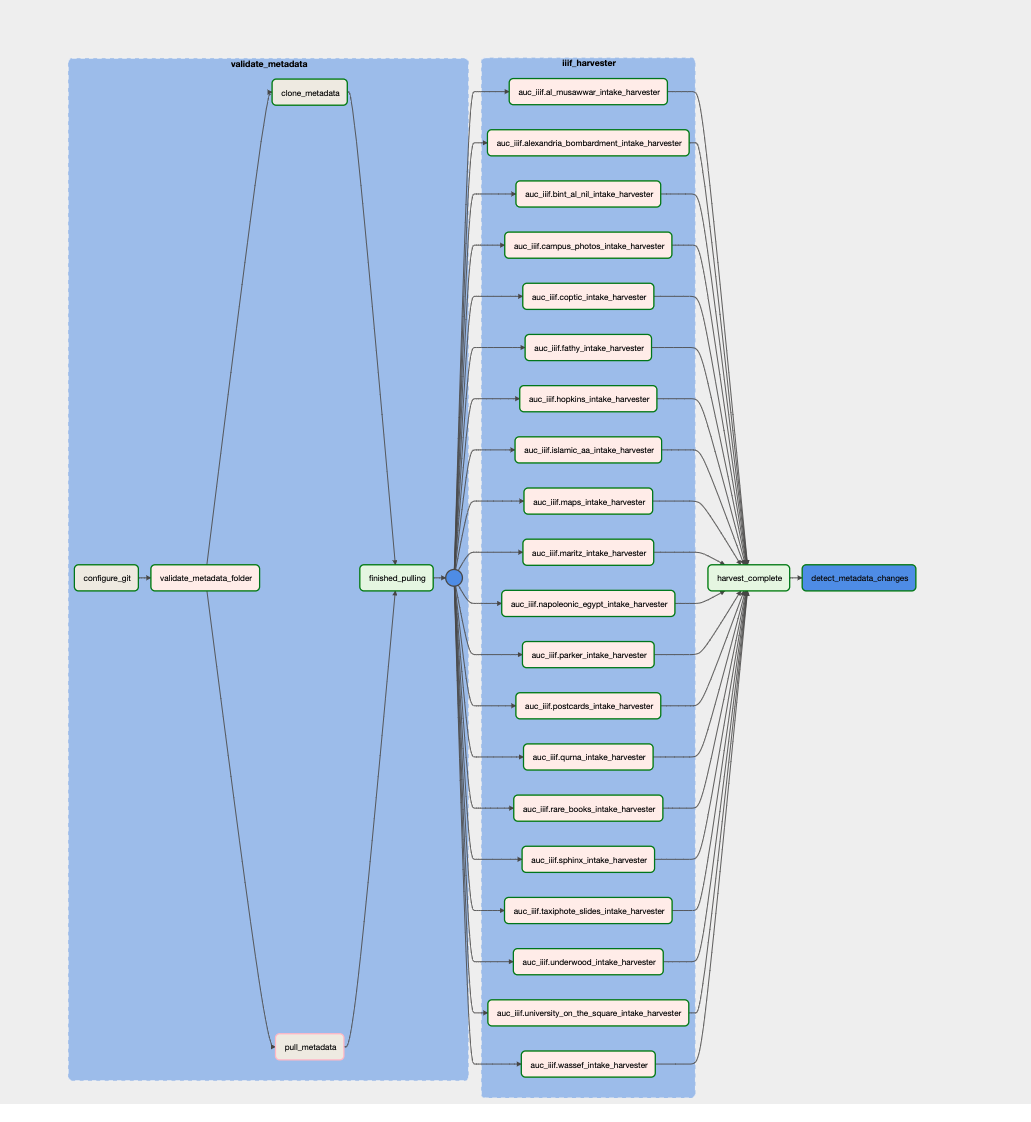 validate_metadata
clone_metadata
configure_git
validate_metadata_folder
finished_pulling
pull_metadata
iiif_harvester
auc_iiif.al_musawwar_intake_harvester
auc_iiif.alexandria_bombardment_intake_harvester
auc_iiif.bint_al_nil_intake_harvester
auc_iiif.campus_photos_intake_harvester
auc_iiif.coptic_intake_harvester
auc_iiif.fathy_intake_harvester
auc_iiif.hopkins_intake_harvester
auc_iiif.islamic_aa_intake_harvester
auc_iiif.maps_intake_harvester
auc_iiif.maritz_intake_harvester
auc_iiif.napoleonic_egypt_intake_harvester
auc_iiif.parker_intake_harvester
auc_iiif.postcards_intake_harvester
auc_iiif.qurna_intake_harvester
auc_iiif.rare_books_intake_harvester
auc_iiif.sphinx_intake_harvester
auc_iiif.taxiphote_slides_intake_harvester
auc_iiif.underwood_intake_harvester
auc_iiif.university_on_the_square_intake_harvester
auc_iiif.wassef_intake_harvester
harvest_complete
detect_metadata_changes